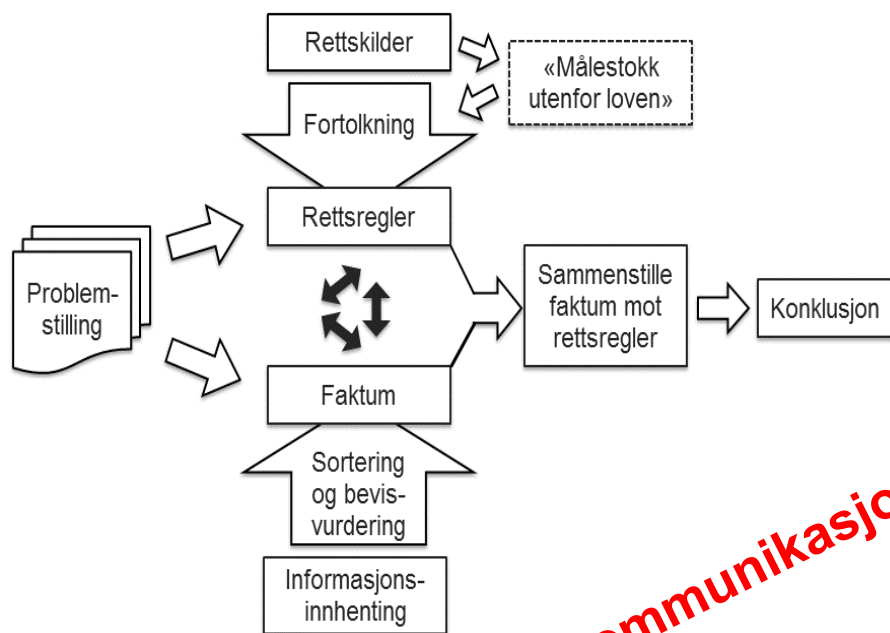 Rettskilder
«Målestokk
utenfor loven»
Fortolkning
Rettsregler
Problem-
stilling
Sammenstille
faktum mot
rettsregler
Konklusjon
Faktum
Sortering
og bevis-
vurdering
Informasjons-
innhenting